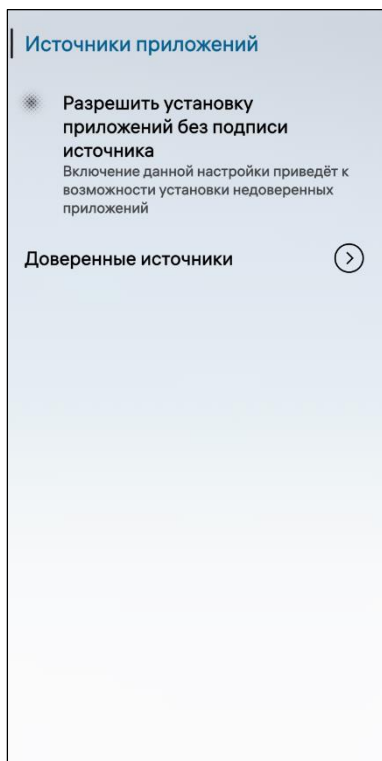 Источники приложений
Разрешить установку
приложений без подписи
источника
Включение данной настройки приведёт к
возможности установки недоверенных
приложений
Доверенные источники